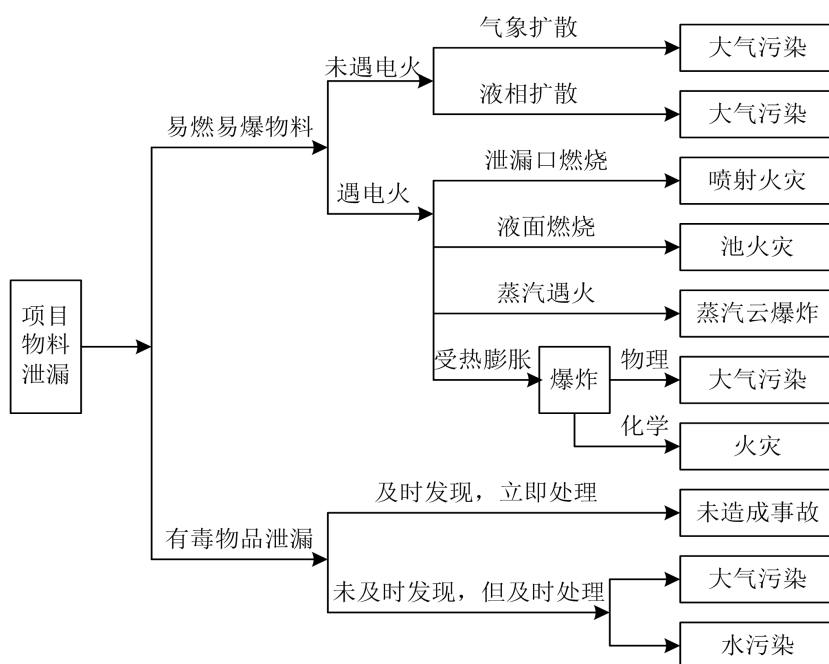 气象扩散
大气污染
未遇电火
液相扩散
大气污染
易燃易爆物料
泄漏口燃烧
喷射火灾
遇电火
液面燃烧
池火灾
蒸汽遇火
蒸汽云爆炸
项目
物料
泄漏
受热膨胀
爆炸
物理
大气污染
化学
火灾
及时发现，立即处理
未造成事故
有毒物品泄漏
大气污染
未及时发现，但及时处理
水污染